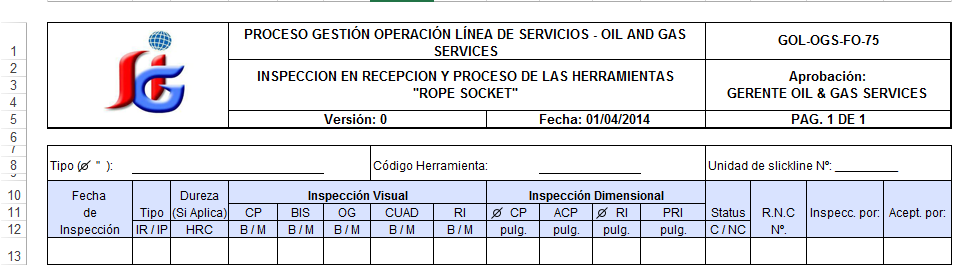 1
PROCESO GESTIÓN OPERACIÓN LÍNEA DE SERVICIOS - OIL AND GAS
SERVICES
GOL-OGS-FO-75
2
3
4
INSPECCION EN RECEPCION Y PROCESO DE LAS HERRAMIENTAS
"ROPE SOCKET"
Aprobación:
GERENTE OIL & GAS SERVICES
5
Versión: 0
Fecha: 01/04/2014
PAG. 1 DE 1
6
7
8
Tipo (∅ " ): 
Código Herramienta:
Unidad de slickline Nº:
9
10
Fecha
Dureza
Inspección Visual
Inspección Dimensional
11
de
Tipo
(Si Aplica)
CP
BIS
OG
CUAD
RI
∅ CP
ACP
∅ RI
PRI
Status
R.N.C
Inspecc. por:
Acept. por:
12
Inspección
IR / IP
HRC
B / M
B / M
B / M
B / M
B / M
pulg.
pulg.
pulg.
pulg.
C / NC
Nº.
13